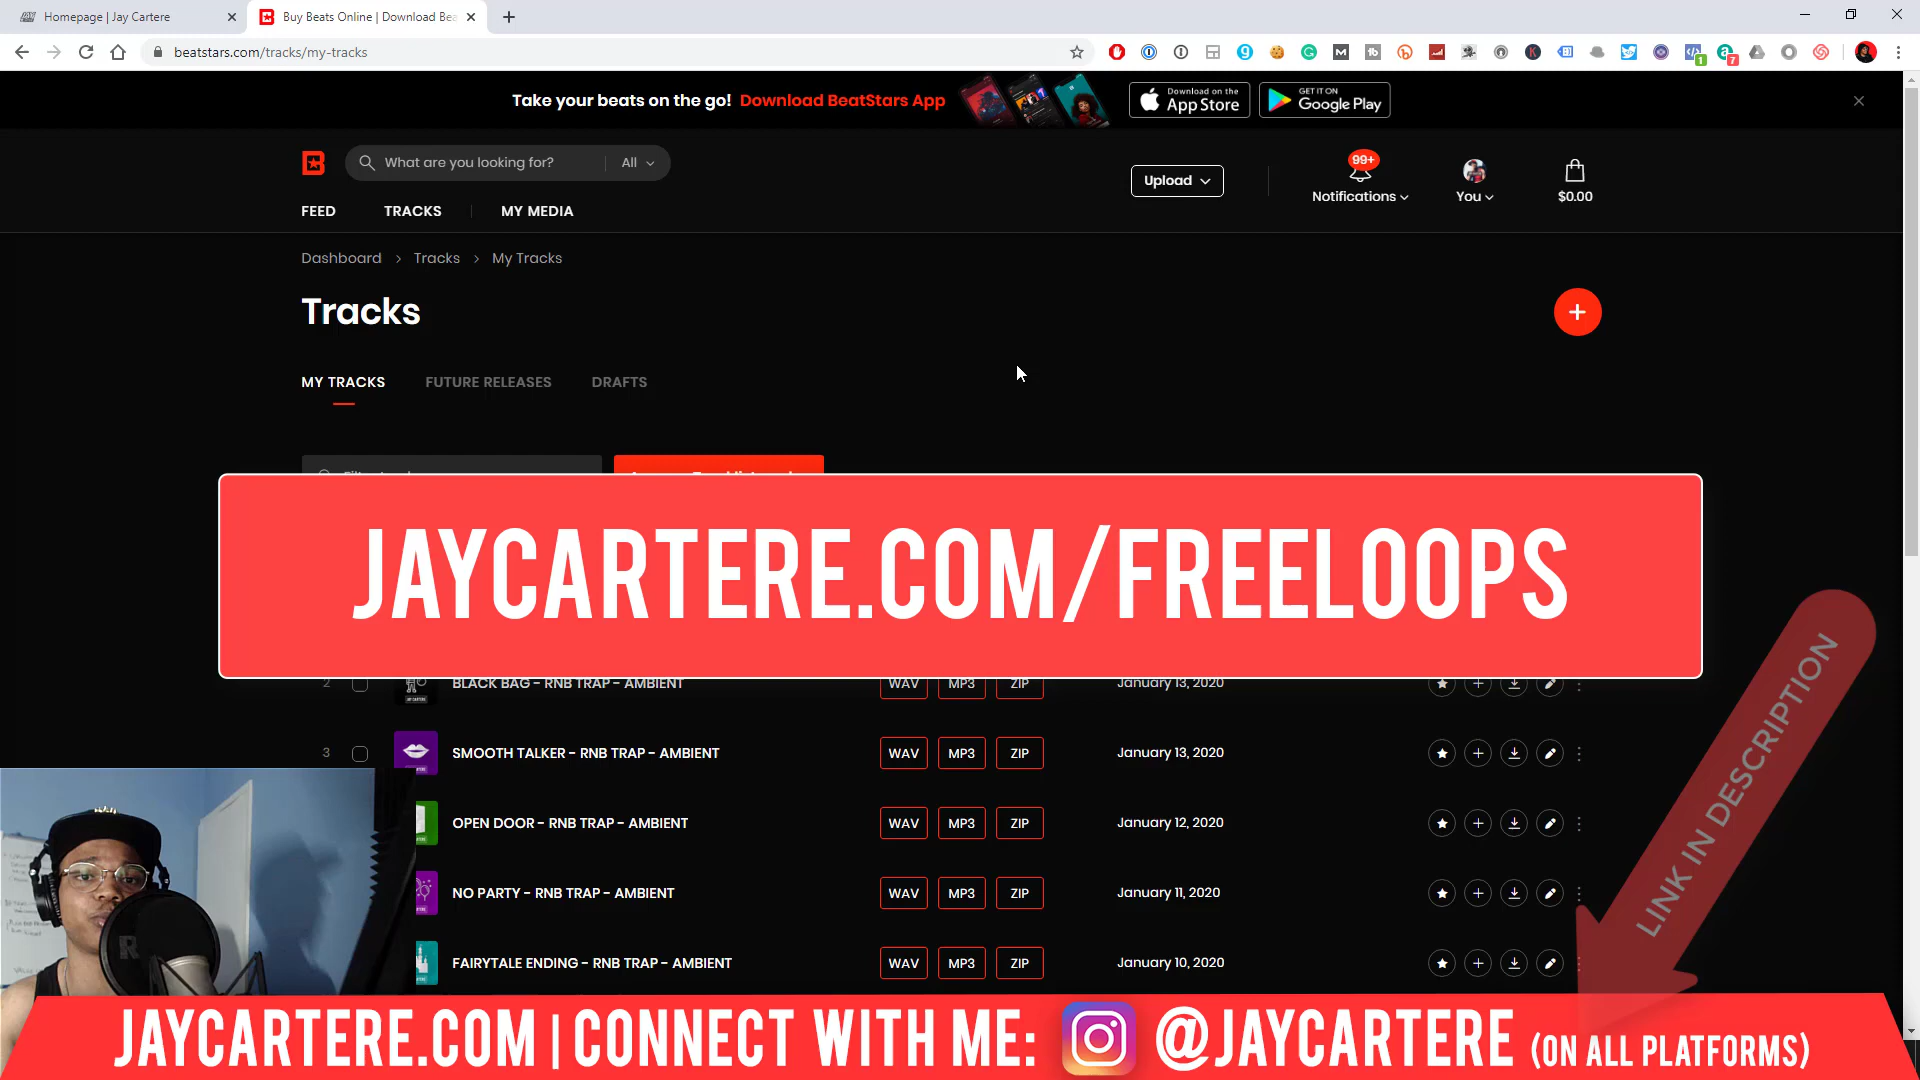 Homepage | Jay Cartere
Buy Beats Online | Download Bea
beatstars.com/tracks/my-tracks
Take your beats on the go! Download BeatStars App
Download on the
App Store
GET IT ON
Google Play
What are you looking for?
All
Upload
99+
Notifications
You
$0.00
FEED
TRACKS
MY MEDIA
Dashboard > Tracks > My Tracks
Tracks
MY TRACKS
FUTURE RELEASES
DRAFTS
JAYCARTERE.COM/FREELOOPS
2 BLACK BAG - RNB TRAP - AMBIENT WAV MP3 ZIP January 13, 2020
3 SMOOTH TALKER - RNB TRAP - AMBIENT WAV MP3 ZIP January 13, 2020
OPEN DOOR - RNB TRAP - AMBIENT WAV MP3 ZIP January 12, 2020
NO PARTY - RNB TRAP - AMBIENT WAV MP3 ZIP January 11, 2020
FAIRYTALE ENDING - RNB TRAP - AMBIENT WAV MP3 ZIP January 10, 2020
LINK IN DESCRIPTION
JAYCARTERE.COM | CONNECT WITH ME: @JAYCARTERE (ON ALL PLATFORMS)